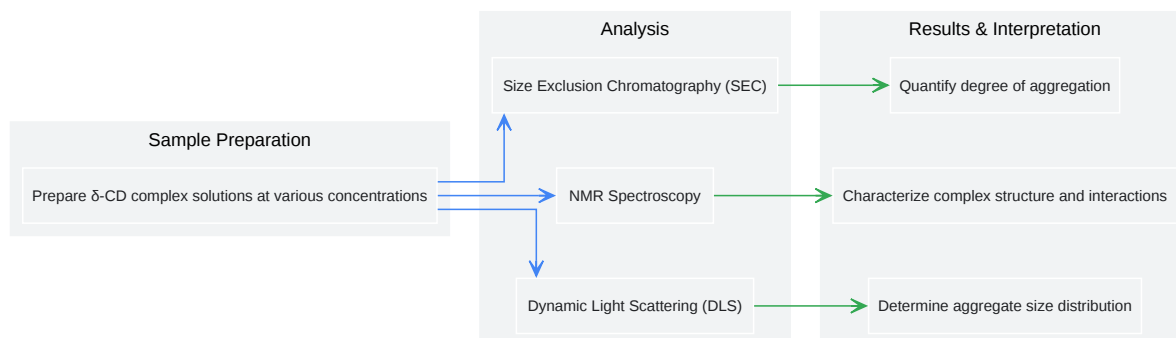 Sample Preparation
Prepare δ-CD complex solutions at various concentrations
Analysis
Size Exclusion Chromatography (SEC)
NMR Spectroscopy
Dynamic Light Scattering (DLS)
Results & Interpretation
Quantify degree of aggregation
Characterize complex structure and interactions
Determine aggregate size distribution